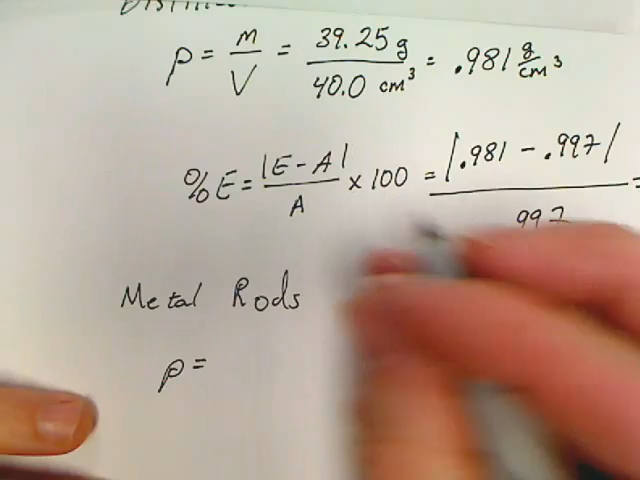 ρ = m/V = 39.25 g / 40.0 cm³ = .981 g/cm³
% E = |E - A| / A × 100 = |.981 - .997| / .997 =
Metal Rods
ρ =